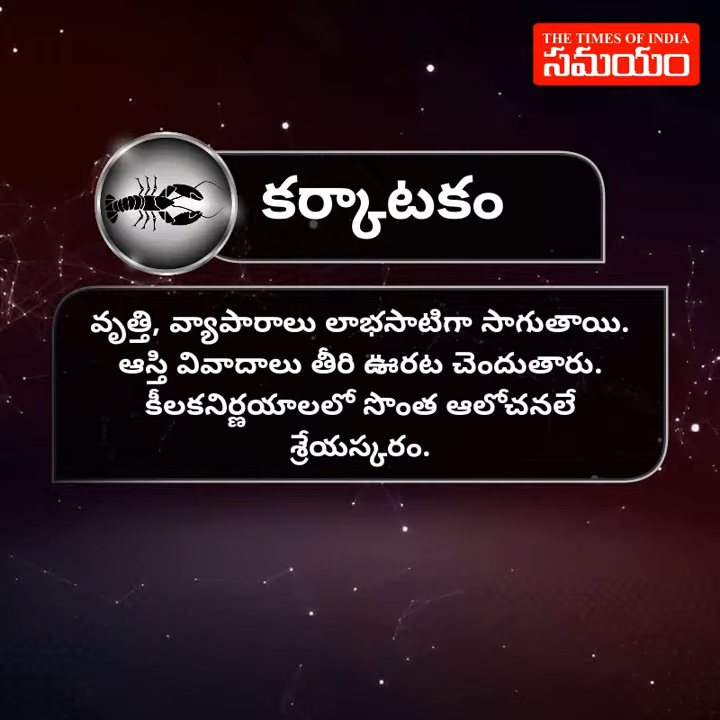 THE TIMES OF INDIA
సమయం
కర్కాటకం
వృత్తి, వ్యాపారాలు లాభసాటిగా సాగుతాయి.
ఆస్తి వివాదాలు తీరి ఊరట చెందుతారు.
కీలకనిర్ణయాలలో సొంత ఆలోచనలే
శ్రేయస్కరం.